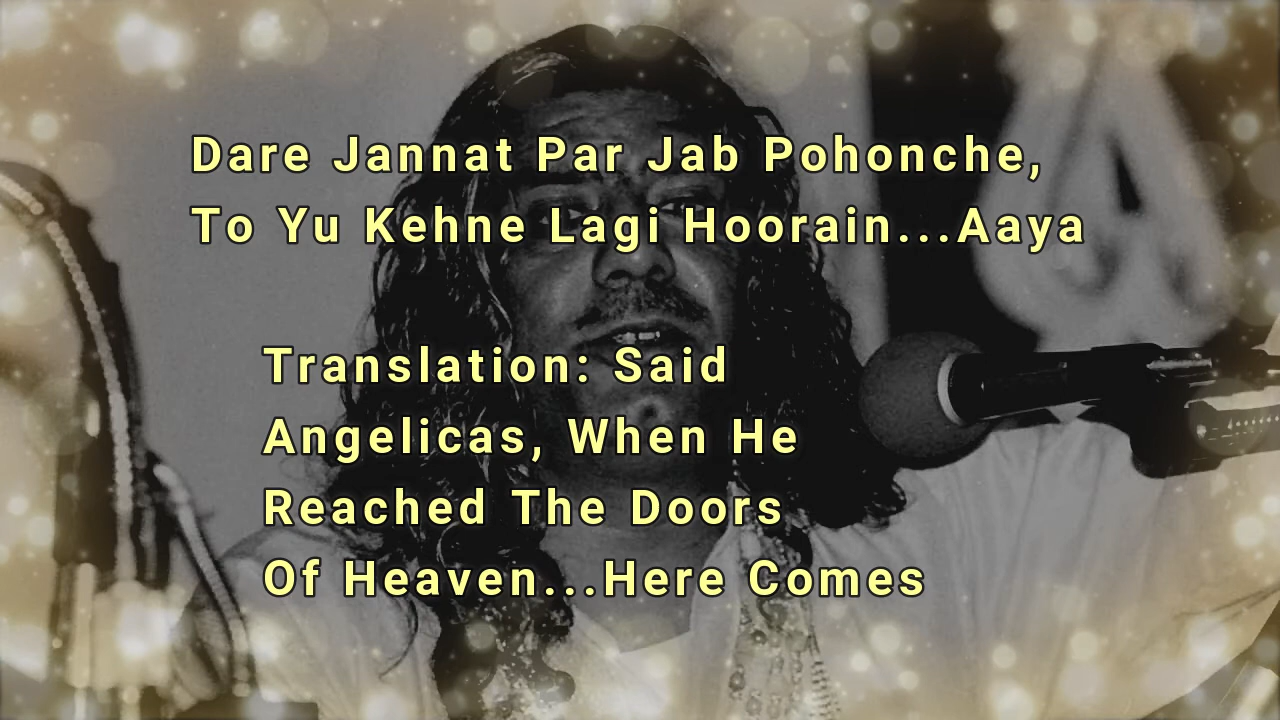 Dare Jannat Par Jab Pohonche,
To Yu Kehne Lagi Hoorain...Aaya
Translation: Said
Angelicas, When He
Reached The Doors
Of Heaven...Here Comes